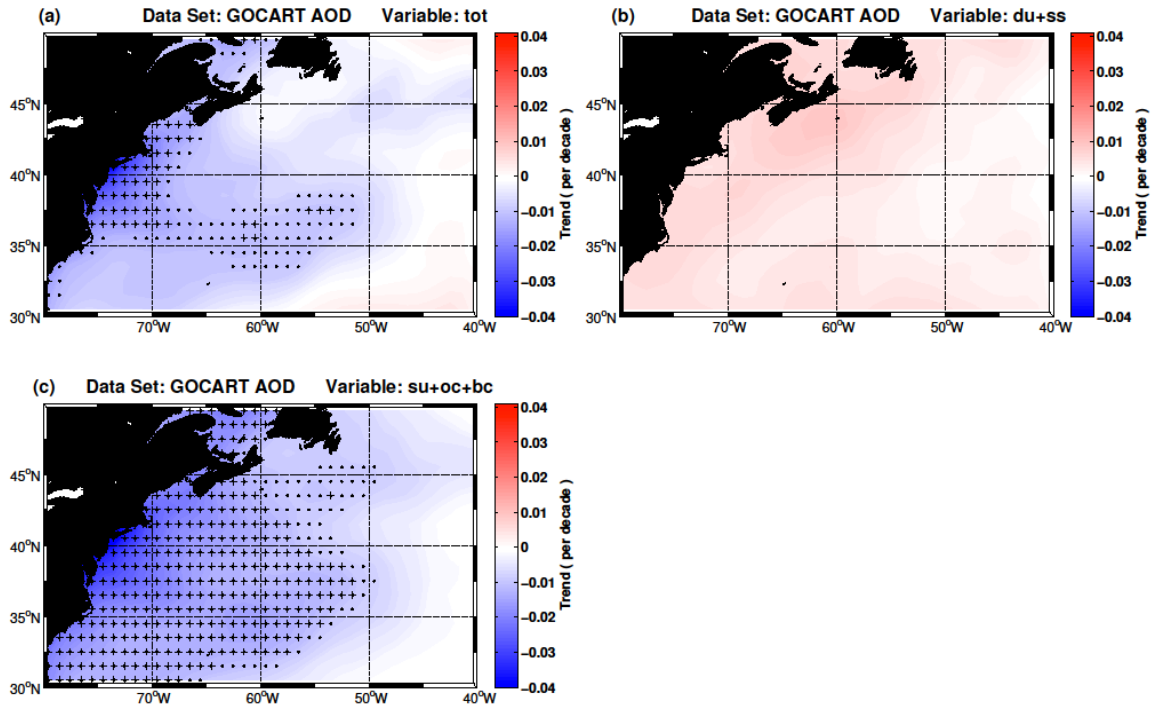 (a) Data Set: GOCART AOD Variable: tot
45°N
40°N
35°N
30°N
70°W 60°W 50°W 40°W
0.04
0.03
0.02
0.01
0
−0.01
−0.02
−0.03
−0.04
Trend ( per decade )
(b) Data Set: GOCART AOD Variable: du+ss
45°N
40°N
35°N
30°N
70°W 60°W 50°W 40°W
0.04
0.03
0.02
0.01
0
−0.01
−0.02
−0.03
−0.04
Trend ( per decade )
(c) Data Set: GOCART AOD Variable: su+oc+bc
45°N
40°N
35°N
30°N
70°W 60°W 50°W 40°W
0.04
0.03
0.02
0.01
0
−0.01
−0.02
−0.03
−0.04
Trend ( per decade )